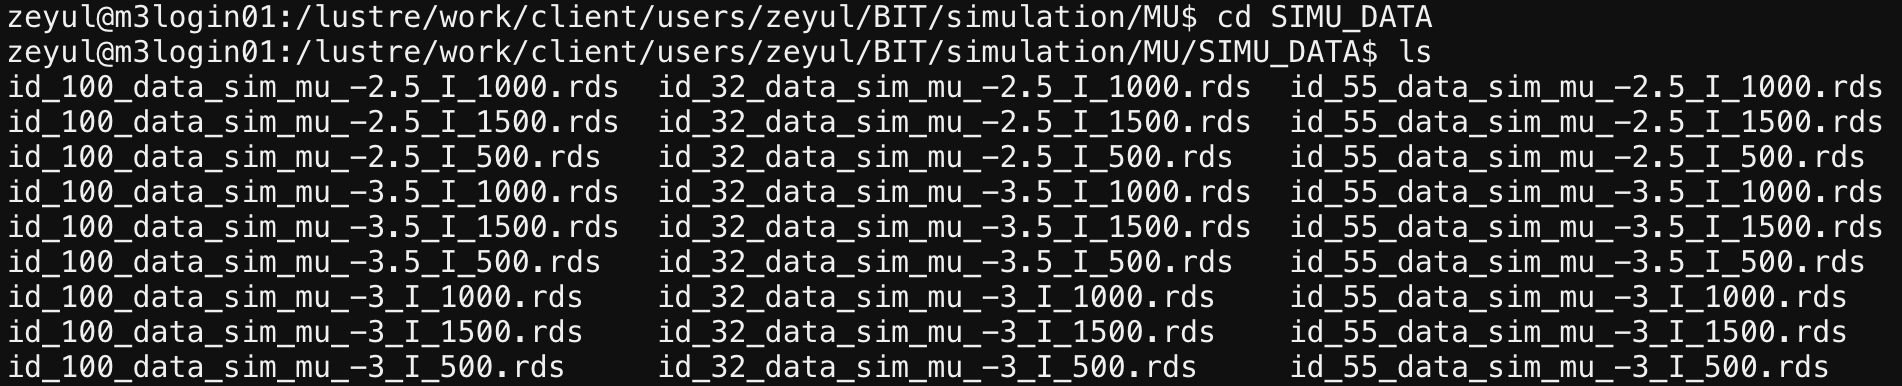 zeyul@m3login01:/lustre/work/client/users/zeyul/BIT/simulation/MU$ cd SIMU_DATA
zeyul@m3login01:/lustre/work/client/users/zeyul/BIT/simulation/MU/SIMU_DATA$ ls
id_100_data_sim_mu_-2.5_I_1000.rds  id_32_data_sim_mu_-2.5_I_1000.rds  id_55_data_sim_mu_-2.5_I_1000.rds
id_100_data_sim_mu_-2.5_I_1500.rds  id_32_data_sim_mu_-2.5_I_1500.rds  id_55_data_sim_mu_-2.5_I_1500.rds
id_100_data_sim_mu_-2.5_I_500.rds   id_32_data_sim_mu_-2.5_I_500.rds   id_55_data_sim_mu_-2.5_I_500.rds
id_100_data_sim_mu_-3.5_I_1000.rds  id_32_data_sim_mu_-3.5_I_1000.rds  id_55_data_sim_mu_-3.5_I_1000.rds
id_100_data_sim_mu_-3.5_I_1500.rds  id_32_data_sim_mu_-3.5_I_1500.rds  id_55_data_sim_mu_-3.5_I_1500.rds
id_100_data_sim_mu_-3.5_I_500.rds   id_32_data_sim_mu_-3.5_I_500.rds   id_55_data_sim_mu_-3.5_I_500.rds
id_100_data_sim_mu_-3_I_1000.rds    id_32_data_sim_mu_-3_I_1000.rds    id_55_data_sim_mu_-3_I_1000.rds
id_100_data_sim_mu_-3_I_1500.rds    id_32_data_sim_mu_-3_I_1500.rds    id_55_data_sim_mu_-3_I_1500.rds
id_100_data_sim_mu_-3_I_500.rds     id_32_data_sim_mu_-3_I_500.rds     id_55_data_sim_mu_-3_I_500.rds